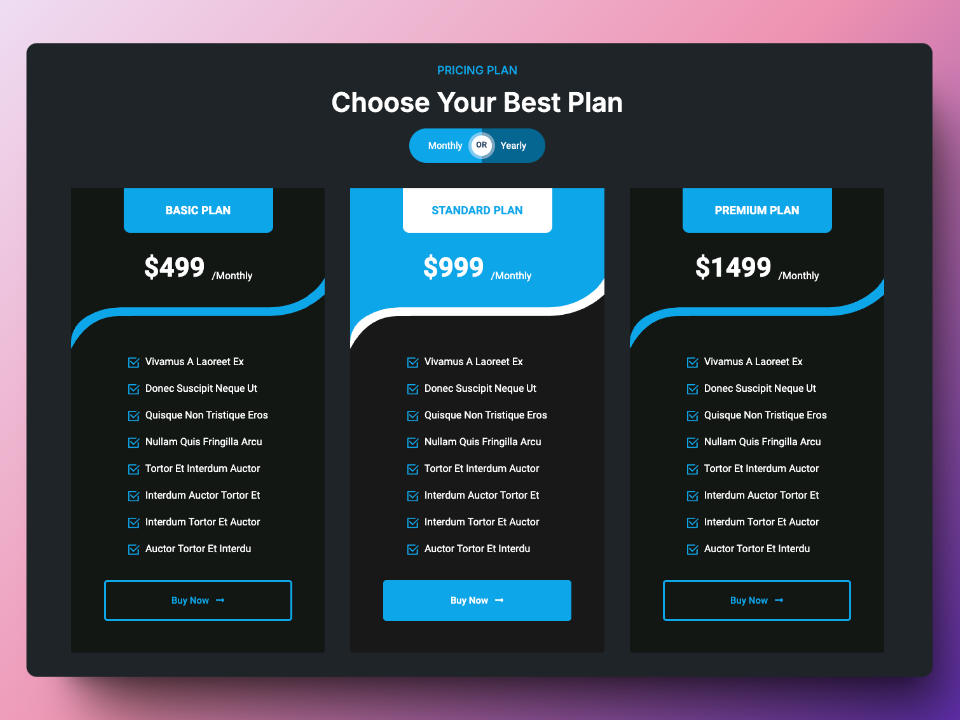 PRICING PLAN
Choose Your Best Plan
Monthly OR Yearly
BASIC PLAN
$499 /Monthly
Vivamus A Laoreet Ex
Donec Suscipit Neque Ut
Quisque Non Tristique Eros
Nullam Quis Fringilla Arcu
Tortor Et Interdum Auctor
Interdum Auctor Tortor Et
Interdum Tortor Et Auctor
Auctor Tortor Et Interdu
Buy Now
STANDARD PLAN
$999 /Monthly
Vivamus A Laoreet Ex
Donec Suscipit Neque Ut
Quisque Non Tristique Eros
Nullam Quis Fringilla Arcu
Tortor Et Interdum Auctor
Interdum Auctor Tortor Et
Interdum Tortor Et Auctor
Auctor Tortor Et Interdu
Buy Now
PREMIUM PLAN
$1499 /Monthly
Vivamus A Laoreet Ex
Donec Suscipit Neque Ut
Quisque Non Tristique Eros
Nullam Quis Fringilla Arcu
Tortor Et Interdum Auctor
Interdum Auctor Tortor Et
Interdum Tortor Et Auctor
Auctor Tortor Et Interdu
Buy Now